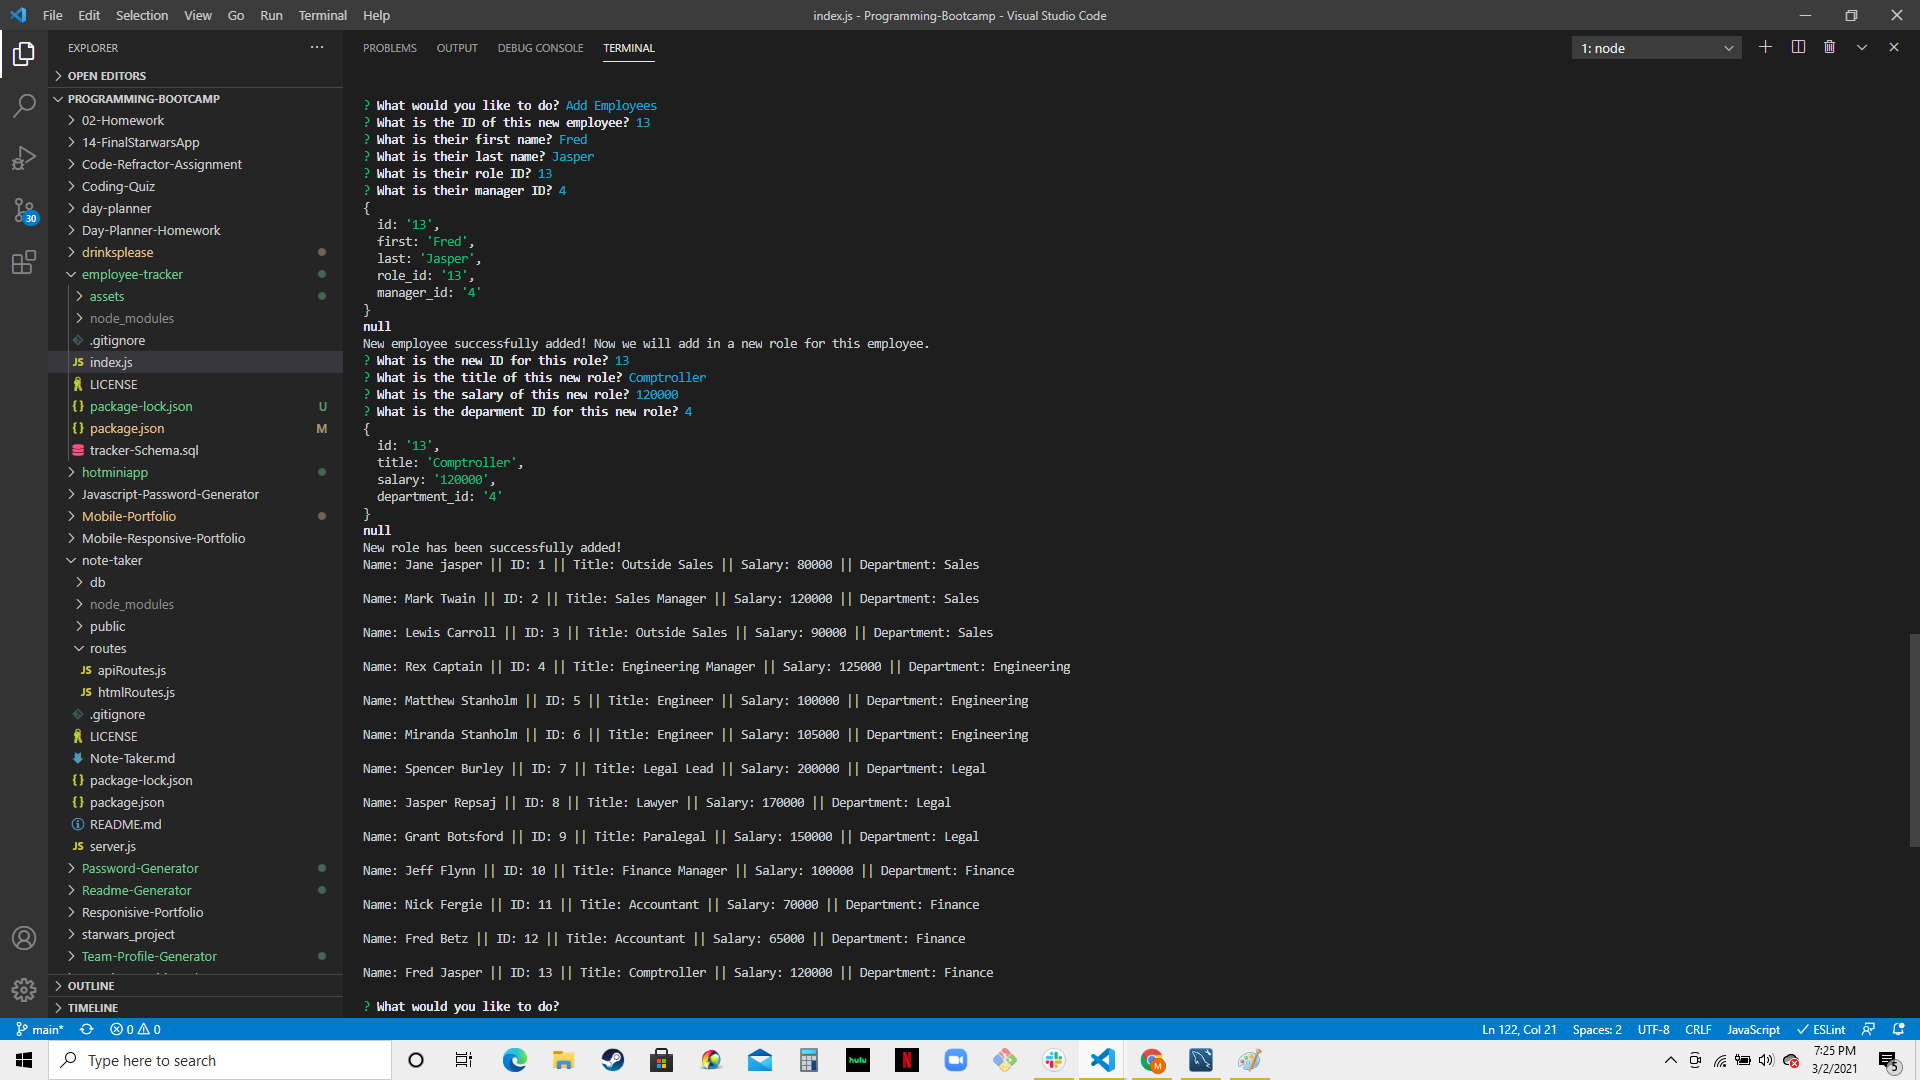 File Edit Selection View Go Run Terminal Help
index.js - Programming-Bootcamp - Visual Studio Code
EXPLORER
OPEN EDITORS
PROGRAMMING-BOOTCAMP
02-Homework
14-FinalStarwarsApp
Code-Refractor-Assignment
Coding-Quiz
day-planner
Day-Planner-Homework
drinksplease
employee-tracker
assets
node_modules
.gitignore
JS index.js
LICENSE
{} package-lock.json U
{} package.json M
tracker-Schema.sql
hotminiapp
Javascript-Password-Generator
Mobile-Portfolio
Mobile-Responsive-Portfolio
note-taker
db
node_modules
public
routes
JS apiRoutes.js
JS htmlRoutes.js
.gitignore
LICENSE
Note-Taker.md
{} package-lock.json
{} package.json
README.md
JS server.js
Password-Generator
Readme-Generator
Responisive-Portfolio
starwars_project
Team-Profile-Generator
OUTLINE
TIMELINE
30
PROBLEMS OUTPUT DEBUG CONSOLE TERMINAL
1: node
? What would you like to do? Add Employees
? What is the ID of this new employee? 13
? What is their first name? Fred
? What is their last name? Jasper
? What is their role ID? 13
? What is their manager ID? 4
{
id: '13',
first: 'Fred',
last: 'Jasper',
role_id: '13',
manager_id: '4'
}
null
New employee successfully added! Now we will add in a new role for this employee.
? What is the new ID for this role? 13
? What is the title of this new role? Comptroller
? What is the salary of this new role? 120000
? What is the deparment ID for this new role? 4
{
id: '13',
title: 'Comptroller',
salary: '120000',
department_id: '4'
}
null
New role has been successfully added!
Name: Jane jasper || ID: 1 || Title: Outside Sales || Salary: 80000 || Department: Sales
Name: Mark Twain || ID: 2 || Title: Sales Manager || Salary: 120000 || Department: Sales
Name: Lewis Carroll || ID: 3 || Title: Outside Sales || Salary: 90000 || Department: Sales
Name: Rex Captain || ID: 4 || Title: Engineering Manager || Salary: 125000 || Department: Engineering
Name: Matthew Stanholm || ID: 5 || Title: Engineer || Salary: 100000 || Department: Engineering
Name: Miranda Stanholm || ID: 6 || Title: Engineer || Salary: 105000 || Department: Engineering
Name: Spencer Burley || ID: 7 || Title: Legal Lead || Salary: 200000 || Department: Legal
Name: Jasper Repsaj || ID: 8 || Title: Lawyer || Salary: 170000 || Department: Legal
Name: Grant Botsford || ID: 9 || Title: Paralegal || Salary: 150000 || Department: Legal
Name: Jeff Flynn || ID: 10 || Title: Finance Manager || Salary: 100000 || Department: Finance
Name: Nick Fergie || ID: 11 || Title: Accountant || Salary: 70000 || Department: Finance
Name: Fred Betz || ID: 12 || Title: Accountant || Salary: 65000 || Department: Finance
Name: Fred Jasper || ID: 13 || Title: Comptroller || Salary: 120000 || Department: Finance
? What would you like to do?
main* 0 0
Ln 122, Col 21 Spaces: 2 UTF-8 CRLF JavaScript ESLint
Type here to search
hulu
N
M
7:25 PM
3/2/2021
5